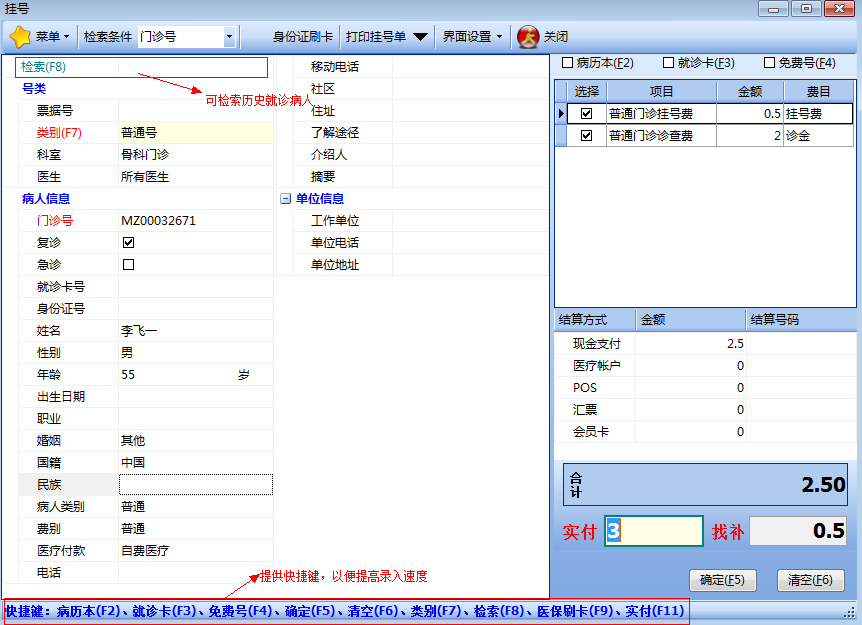 挂号
菜单 检索条件 门诊号 身份证刷卡 打印挂号单 界面设置 关闭
检索(F8)
可检索历史就诊病人
号类
票据号
类别(F7) 普通号
科室 骨科门诊
医生 所有医生
病人信息
门诊号 MZ00032671
复诊
急诊
就诊卡号
身份证号
姓名 李飞一
性别 男
年龄 55 岁
出生日期
职业
婚姻 其他
国籍 中国
民族
病人类别 普通
费别 普通
医疗付款 自费医疗
电话
移动电话
社区
住址
了解途径
介绍人
摘要
单位信息
工作单位
单位电话
单位地址
病历本(F2) 就诊卡(F3) 免费号(F4)
选择 项目 金额 费目
普通门诊挂号费 0.5 挂号费
普通门诊诊查费 2 诊金
结算方式 金额 结算号码
现金支付 2.5
医疗帐户 0
POS 0
汇票 0
会员卡 0
合计 2.50
实付 3 找补 0.5
确定(F5) 清空(F6)
提供快捷键，以便提高录入速度
快捷键：病历本(F2)、就诊卡(F3)、免费号(F4)、确定(F5)、清空(F6)、类别(F7)、检索(F8)、医保刷卡(F9)、实付(F11)